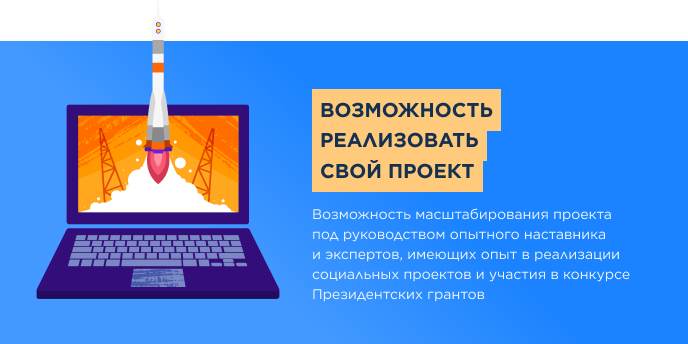 ВОЗМОЖНОСТЬ
РЕАЛИЗОВАТЬ
СВОЙ ПРОЕКТ
Возможность масштабирования проекта
под руководством опытного наставника
и экспертов, имеющих опыт в реализации
социальных проектов и участия в конкурсе
Президентских грантов